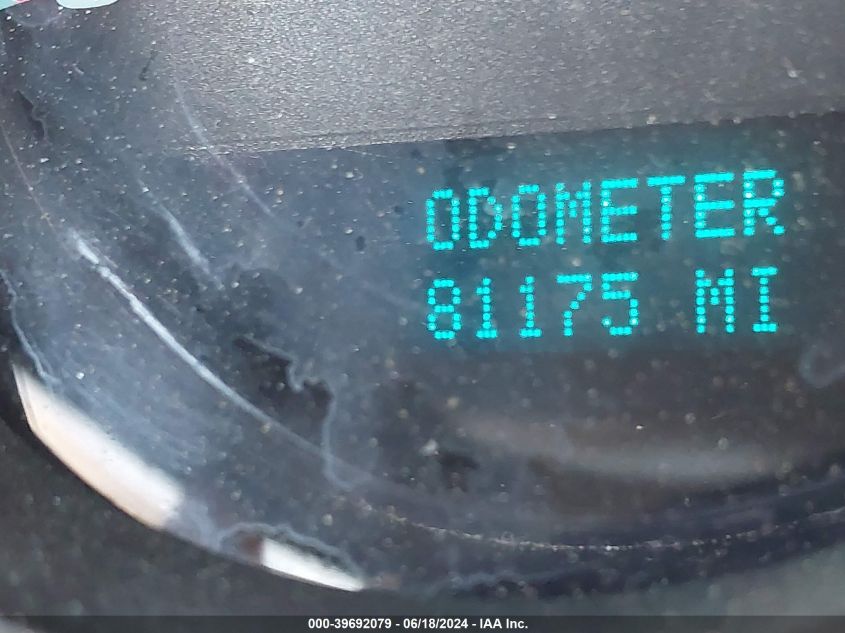 ODOMETER
81175 MI
000-39692079 - 06/18/2024 - IAA Inc.